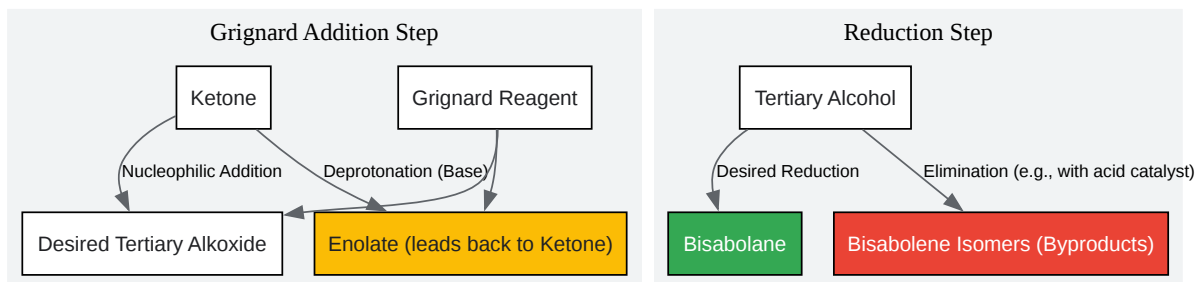 Grignard Addition Step
Ketone
Grignard Reagent
Nucleophilic Addition
Deprotonation (Base)
Desired Tertiary Alkoxide
Enolate (leads back to Ketone)
Reduction Step
Tertiary Alcohol
Desired Reduction
Elimination (e.g., with acid catalyst)
Bisabolane
Bisabolene Isomers (Byproducts)